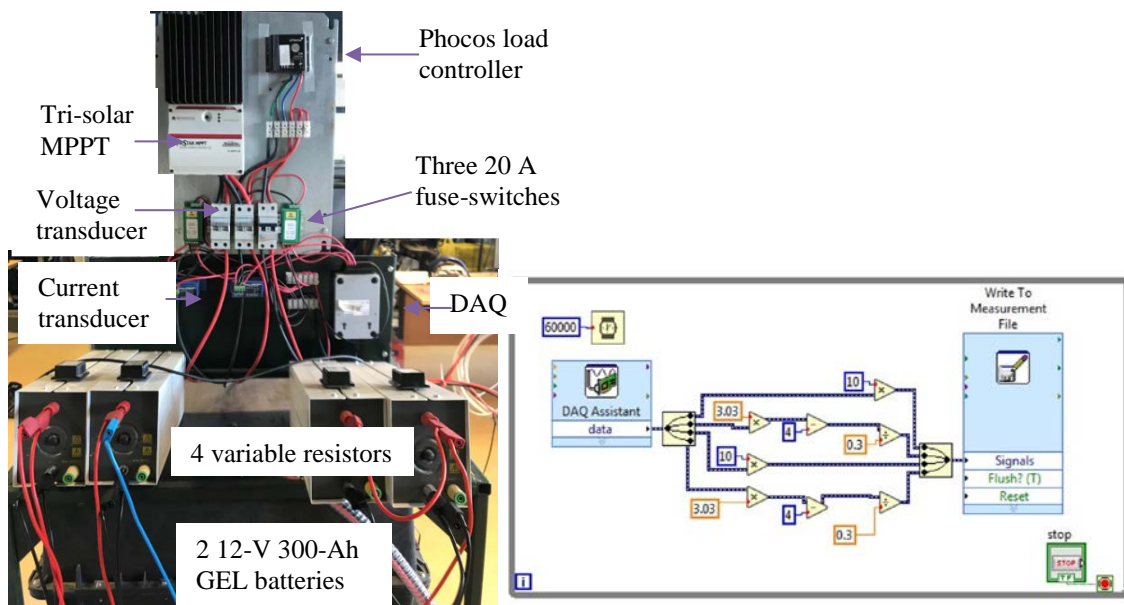 Phocos load
controller
Tri-solar
MPPT
Three 20 A
fuse-switches
Voltage
transducer
Current
transducer
DAQ
4 variable resistors
2 12-V 300-Ah
GEL batteries
Write To
Measurement
File
60000
DAQ Assistant
data
10
3.03
4
0.3
10
3.03
4
0.3
Signals
Flush? (T)
Reset
stop
STOP
TF
i